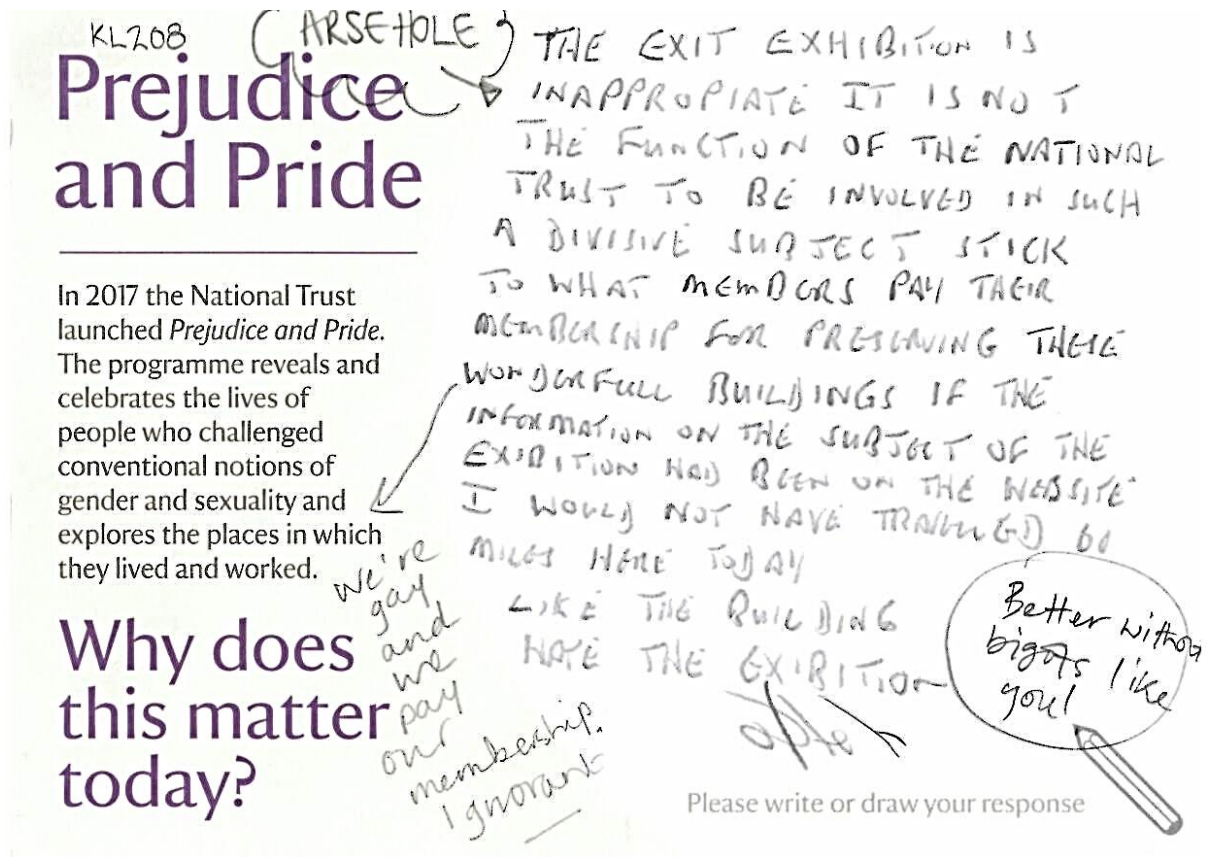 KL208
ARSEHOLE
Prejudice
and Pride
In 2017 the National Trust
launched Prejudice and Pride.
The programme reveals and
celebrates the lives of
people who challenged
conventional notions of
gender and sexuality and
explores the places in which
they lived and worked.
Why does
this matter
today?
THE EXIT EXHIBITION IS
INAPPROPIATE IT IS NOT
THE FUNCTION OF THE NATIONAL
TRUST TO BE INVOLVED IN SUCH
A DIVISIVE SUBJECT STICK
TO WHAT MEMBERS PAY THEIR
MEMBERSHIP FOR PRESERVING THESE
WONDERFULL BUILDINGS IF THE
INFORMATION ON THE SUBJECT OF THE
EXIBITION HAD BEEN ON THE WEBSITE
I WOULD NOT HAVE TRAVELLED 60
MILES HERE TODAY
LIKE THE BUILDING
HATE THE EXIBITION
We're
gay
and
we
pay
our
membership.
Ignorant
Better without
bigots like
you!
Please write or draw your response